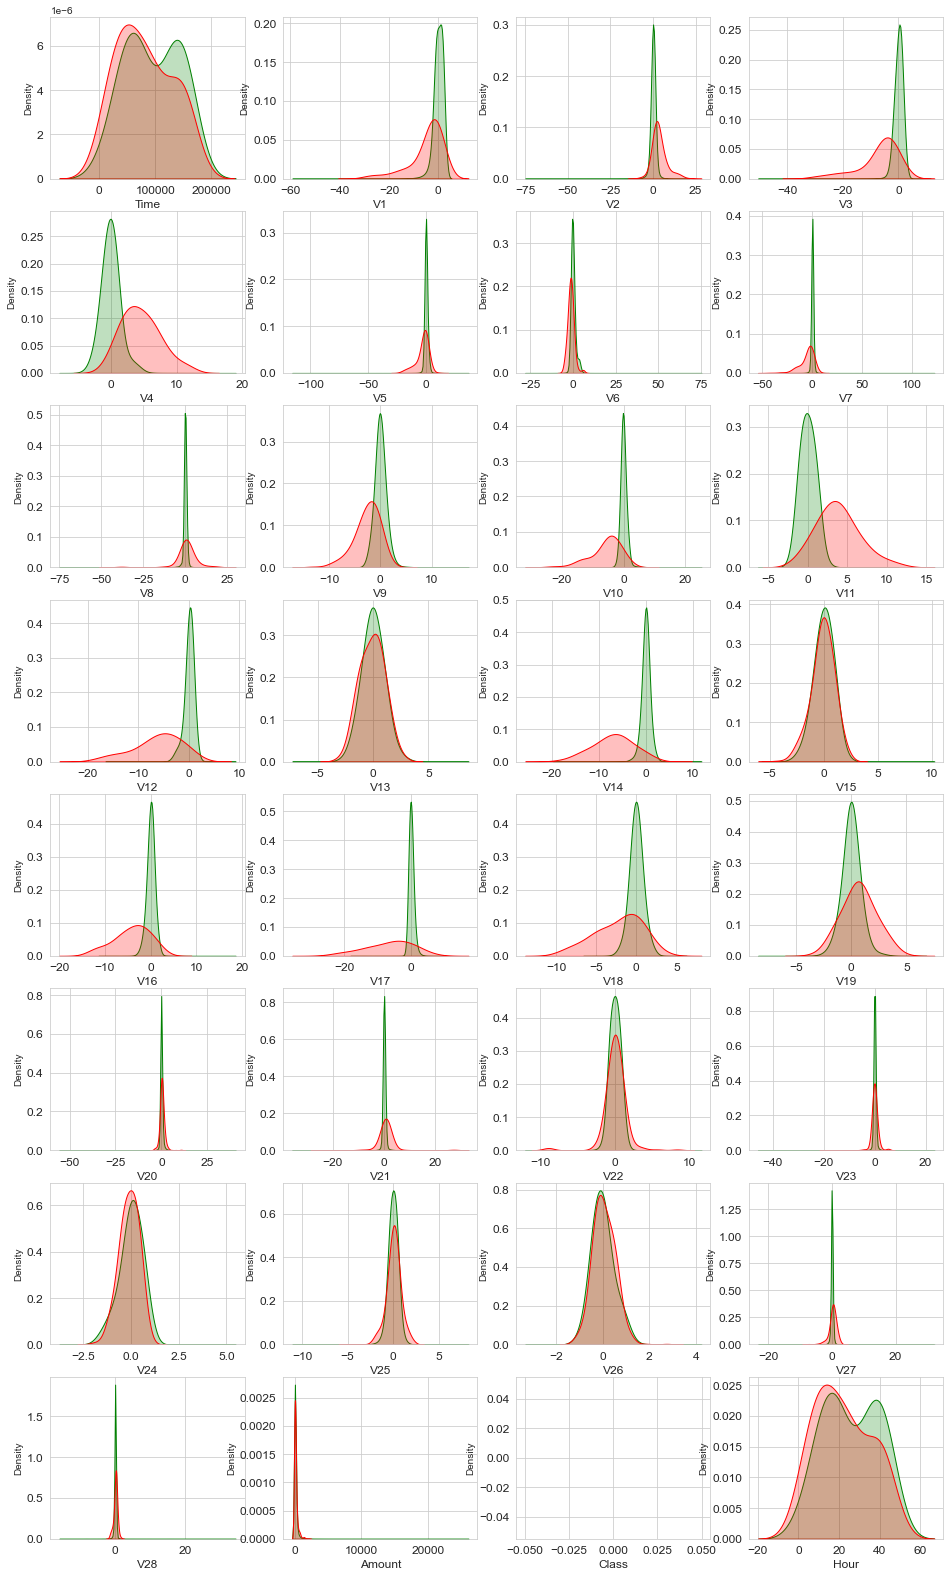 1e−6
6
4
2
0
Density
0 100000 200000
Time
0.20
0.15
0.10
0.05
0.00
Density
−60 −40 −20 0
V1
0.3
0.2
0.1
0.0
Density
−75 −50 −25 0 25
V2
0.25
0.20
0.15
0.10
0.05
0.00
Density
−40 −20 0
V3
0.25
0.20
0.15
0.10
0.05
0.00
Density
0 10 20
V4
0.3
0.2
0.1
0.0
Density
−100 −50 0
V5
0.3
0.2
0.1
0.0
Density
−25 0 25 50 75
V6
0.4
0.3
0.2
0.1
0.0
Density
−50 0 50 100
V7
0.5
0.4
0.3
0.2
0.1
0.0
Density
−75 −50 −25 0 25
V8
0.3
0.2
0.1
0.0
Density
−10 0 10
V9
0.4
0.3
0.2
0.1
0.0
Density
−20 0 20
V10
0.3
0.2
0.1
0.0
Density
−5 0 5 10 15
V11
0.4
0.3
0.2
0.1
0.0
Density
−20 −10 0 10
V12
0.3
0.2
0.1
0.0
Density
−5 0 5
V13
0.5
0.4
0.3
0.2
0.1
0.0
Density
−20 −10 0 10
V14
0.4
0.3
0.2
0.1
0.0
Density
−5 0 5 10
V15
0.4
0.3
0.2
0.1
0.0
Density
−20 −10 0 10 20
V16
0.5
0.4
0.3
0.2
0.1
0.0
Density
−20 0
V17
0.4
0.3
0.2
0.1
0.0
Density
−10 −5 0 5
V18
0.5
0.4
0.3
0.2
0.1
0.0
Density
−5 0 5
V19
0.8
0.6
0.4
0.2
0.0
Density
−50 −25 0 25
V20
0.8
0.6
0.4
0.2
0.0
Density
−20 0 20
V21
0.4
0.3
0.2
0.1
0.0
Density
−10 0 10
V22
0.8
0.6
0.4
0.2
0.0
Density
−40 −20 0 20
V23
0.6
0.4
0.2
0.0
Density
−2.5 0.0 2.5 5.0
V24
0.6
0.4
0.2
0.0
Density
−10 −5 0 5
V25
0.8
0.6
0.4
0.2
0.0
Density
−2 0 2 4
V26
1.25
1.00
0.75
0.50
0.25
0.00
Density
−20 0 20
V27
1.5
1.0
0.5
0.0
Density
0 20
V28
0.0025
0.0020
0.0015
0.0010
0.0005
0.0000
Density
0 10000 20000
Amount
0.04
0.02
0.00
−0.02
−0.04
Density
−0.050 −0.025 0.000 0.025 0.050
Class
0.025
0.020
0.015
0.010
0.005
0.000
Density
−20 0 20 40 60
Hour